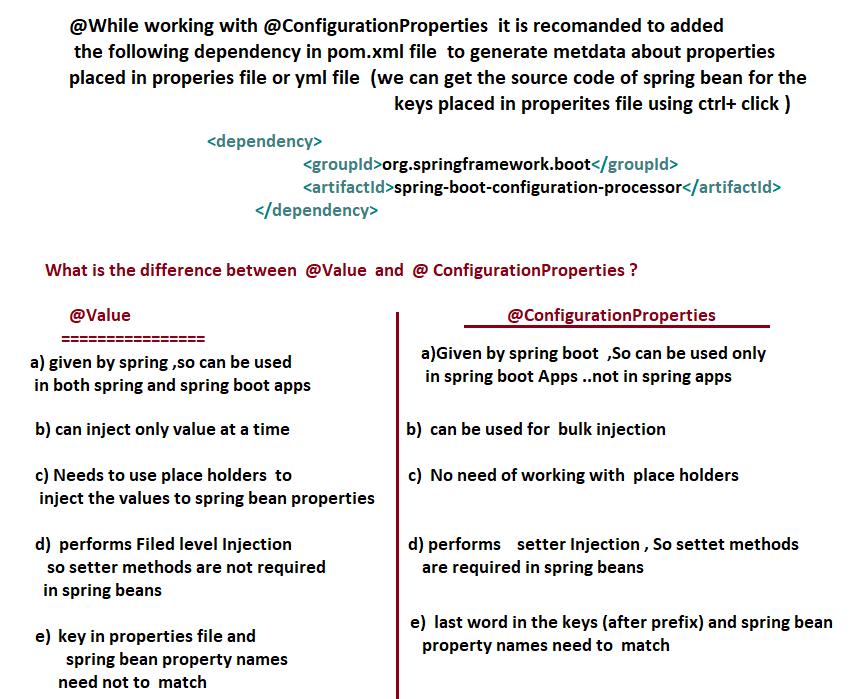 @While working with @ConfigurationProperties it is recomanded to added
the following dependency in pom.xml file to generate metdata about properties
placed in properies file or yml file (we can get the source code of spring bean for the
keys placed in properites file using ctrl+ click )
<dependency>
<groupId>org.springframework.boot</groupId>
<artifactId>spring-boot-configuration-processor</artifactId>
</dependency>
What is the difference between @Value and @ ConfigurationProperties ?
@Value
================
a) given by spring ,so can be used
in both spring and spring boot apps
b) can inject only value at a time
c) Needs to use place holders to
inject the values to spring bean properties
d) performs Filed level Injection
so setter methods are not required
in spring beans
e) key in properties file and
spring bean property names
need not to match
@ConfigurationProperties
a)Given by spring boot ,So can be used only
in spring boot Apps ..not in spring apps
b) can be used for bulk injection
c) No need of working with place holders
d) performs setter Injection , So settet methods
are required in spring beans
e) last word in the keys (after prefix) and spring bean
property names need to match